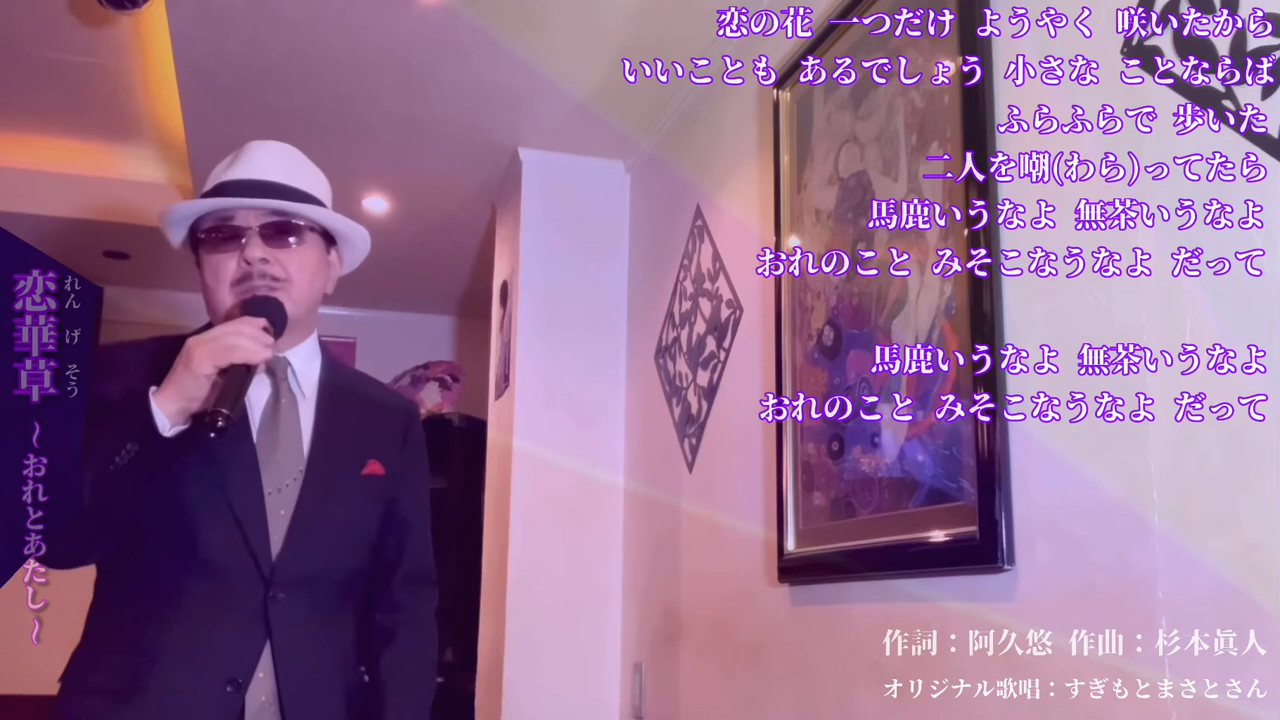 恋の花 一つだけ ようやく 咲いたから
いいことも あるでしょう 小さな ことならば
ふらふらで 歩いた
二人を嘲(わら)ってたら
馬鹿いうなよ 無茶いうなよ
おれのこと みそこなうなよ だって
馬鹿いうなよ 無茶いうなよ
おれのこと みそこなうなよ だって
恋華草
れん げ そう
~おれとあたし~
作詞：阿久悠 作曲：杉本眞人
オリジナル歌唱：すぎもとまさとさん